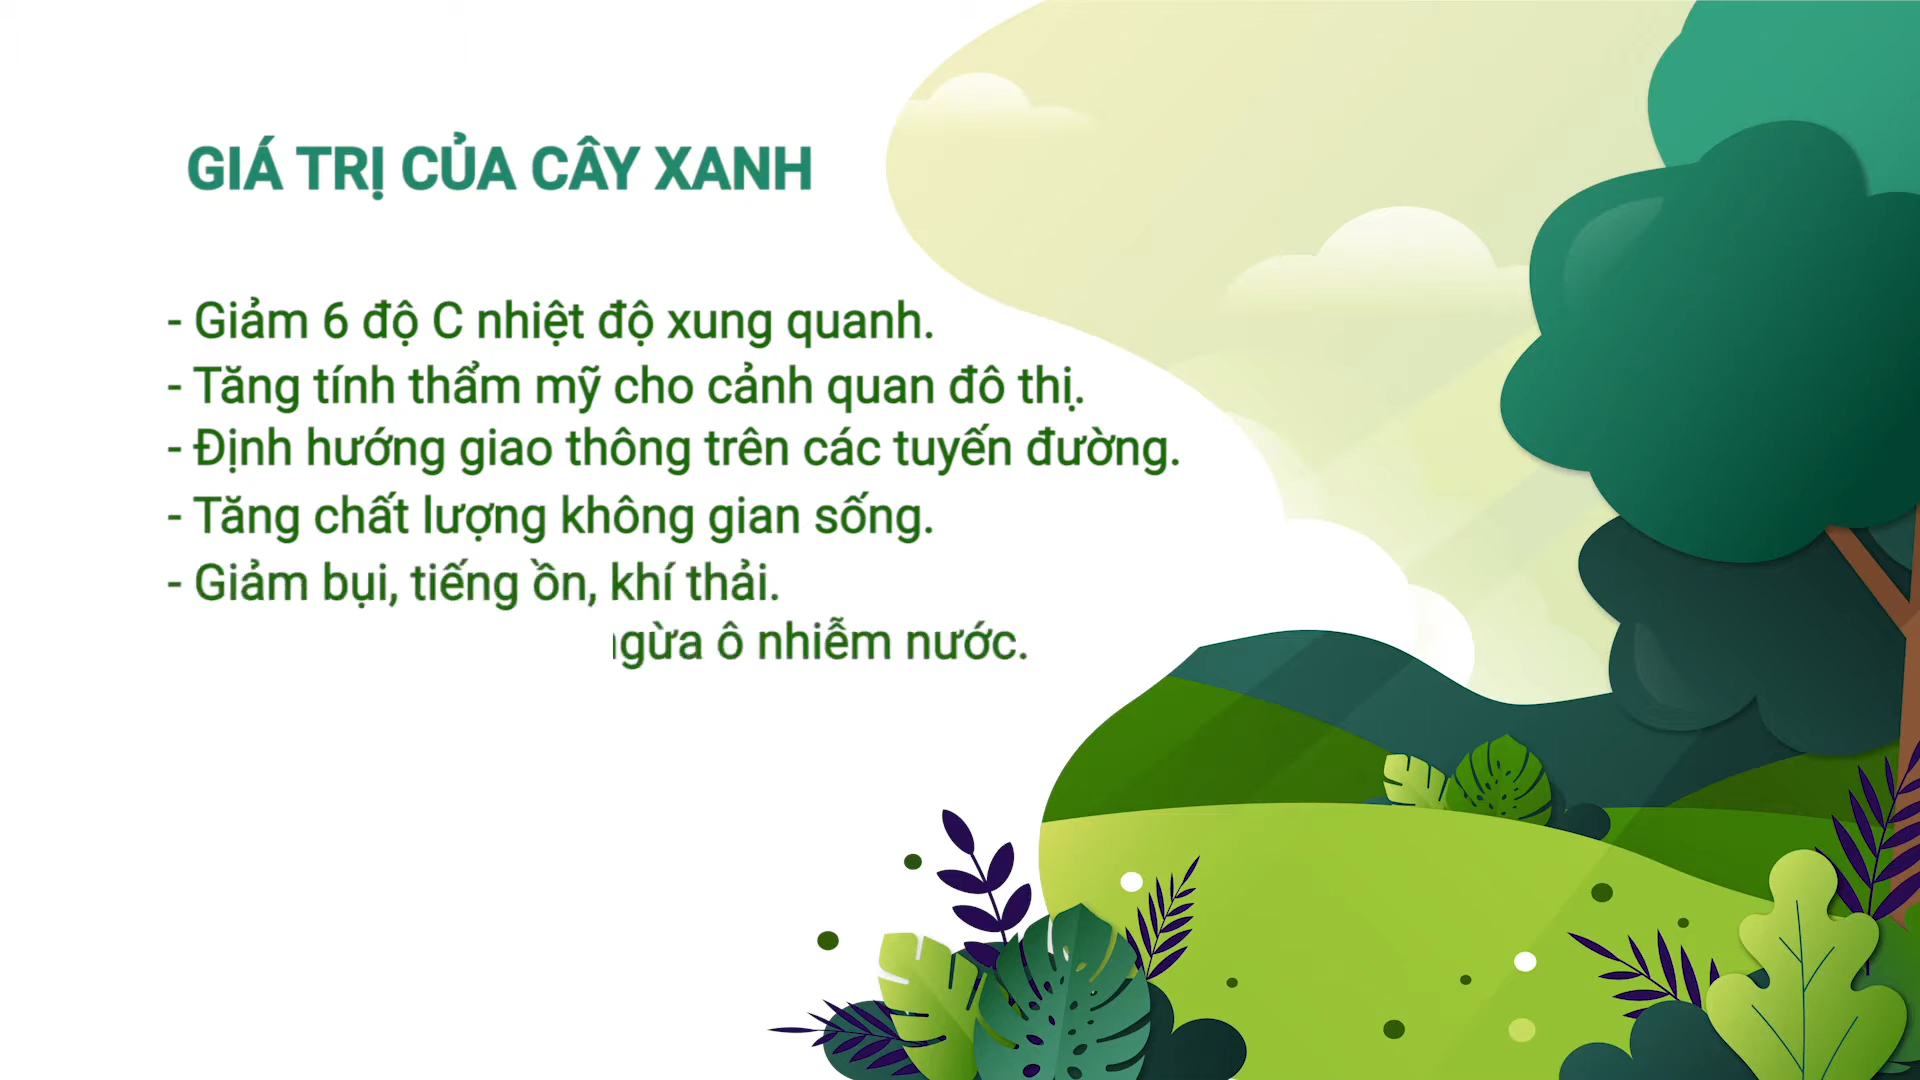 GIÁ TRỊ CỦA CÂY XANH
- Giảm 6 độ C nhiệt độ xung quanh.
- Tăng tính thẩm mỹ cho cảnh quan đô thị.
- Định hướng giao thông trên các tuyến đường.
- Tăng chất lượng không gian sống.
- Giảm bụi, tiếng ồn, khí thải.
ô nhiễm nước.